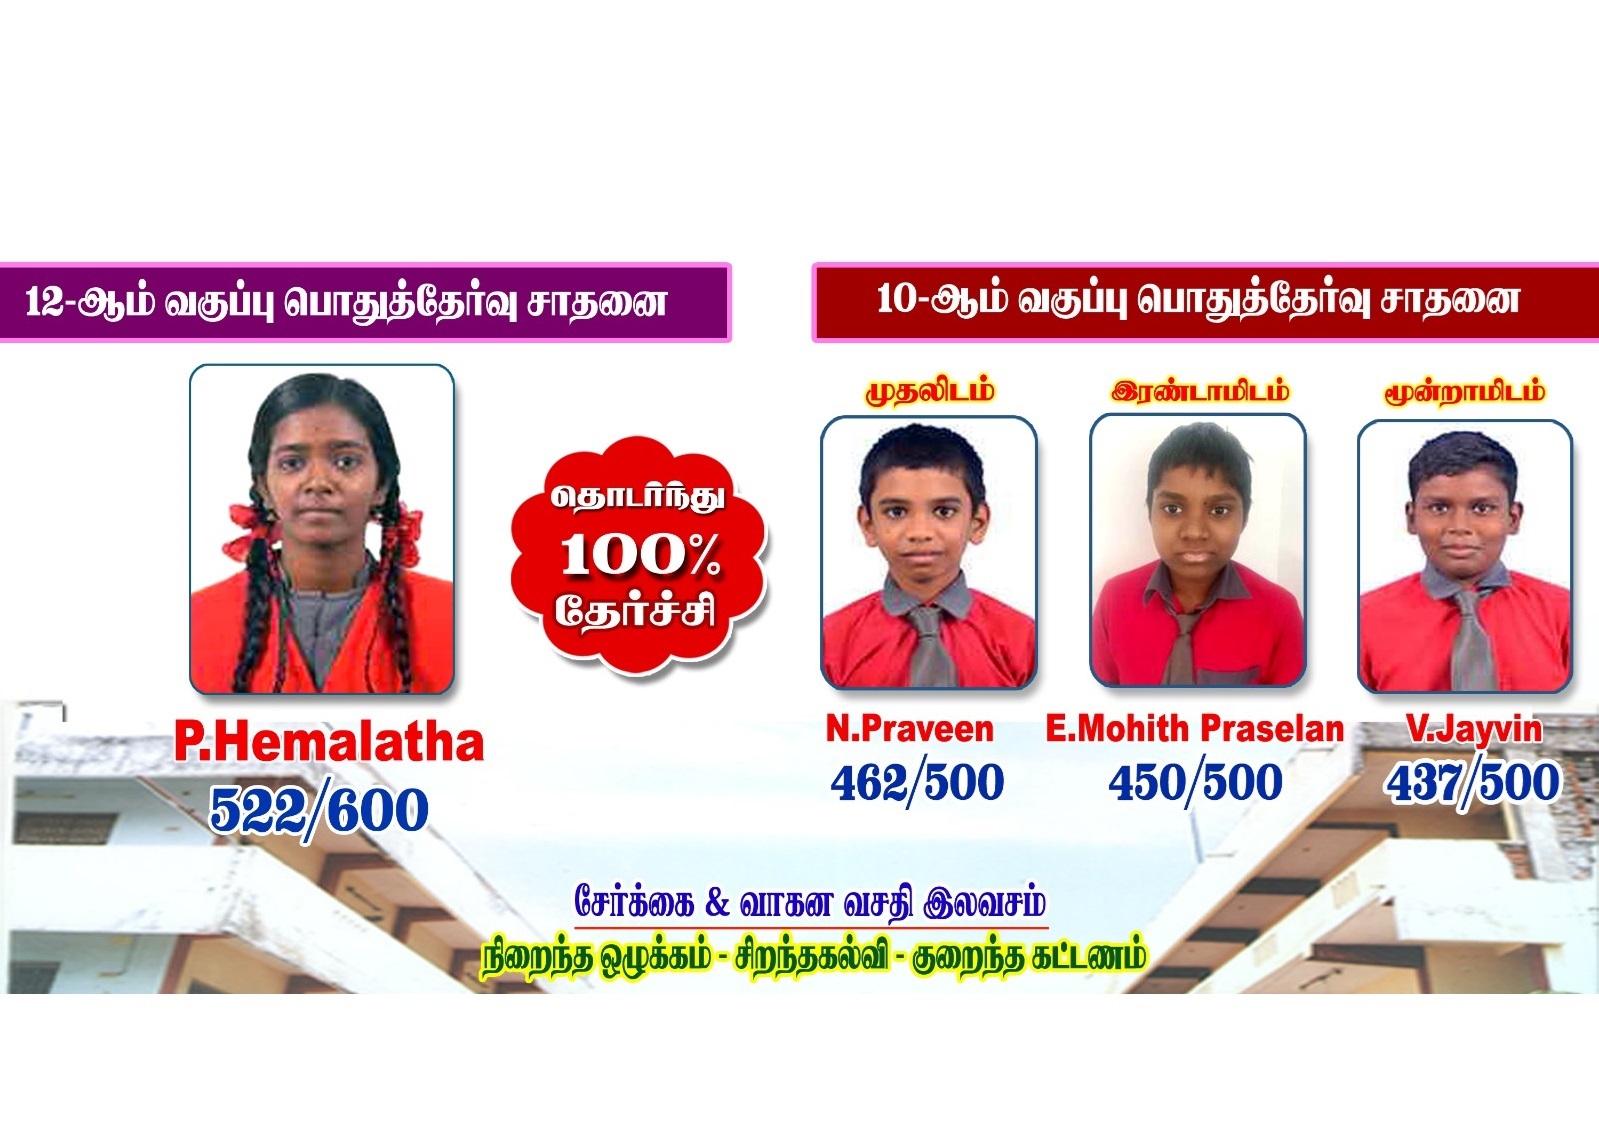 12-ஆம் வகுப்பு பொதுத்தேர்வு சாதனை
P.Hemalatha
522/600
தொடர்ந்து
100%
தேர்ச்சி
10-ஆம் வகுப்பு பொதுத்தேர்வு சாதனை
முதலிடம்
N.Praveen
462/500
இரண்டாமிடம்
E.Mohith Praselan
450/500
மூன்றாமிடம்
V.Jayvin
437/500
சேர்க்கை & வாகன வசதி இலவசம்
நிறைந்த ஒழுக்கம் - சிறந்தகல்வி - குறைந்த கட்டணம்